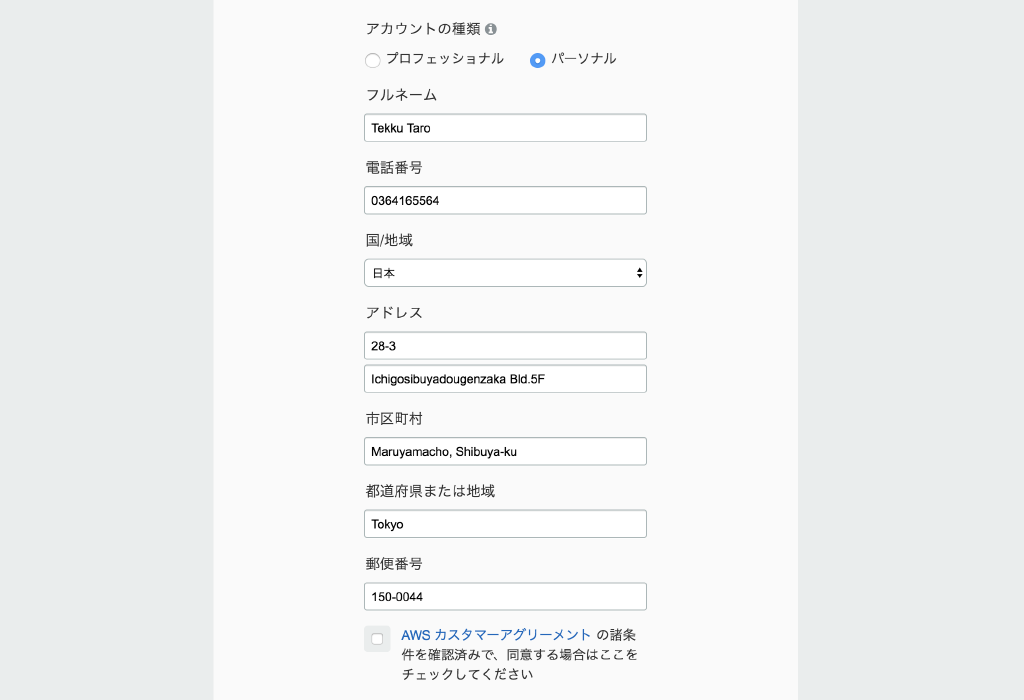 アカウントの種類
プロフェッショナル パーソナル
フルネーム
Tekku Taro
電話番号
0364165564
国/地域
日本
アドレス
28-3
Ichigosibuyadougenzaka Bld.5F
市区町村
Maruyamacho, Shibuya-ku
都道府県または地域
Tokyo
郵便番号
150-0044
AWS カスタマーアグリーメント の諸条
件を確認済みで、同意する場合はここを
チェックしてください